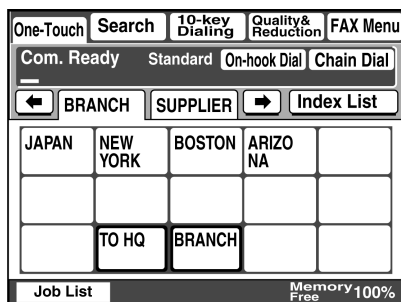 One-Touch Search 10-key Dialing Quality& Reduction FAX Menu
Com. Ready Standard On-hook Dial Chain Dial
BRANCH SUPPLIER Index List
JAPAN NEW YORK BOSTON ARIZO NA
TO HQ BRANCH
Job List Memory Free 100%